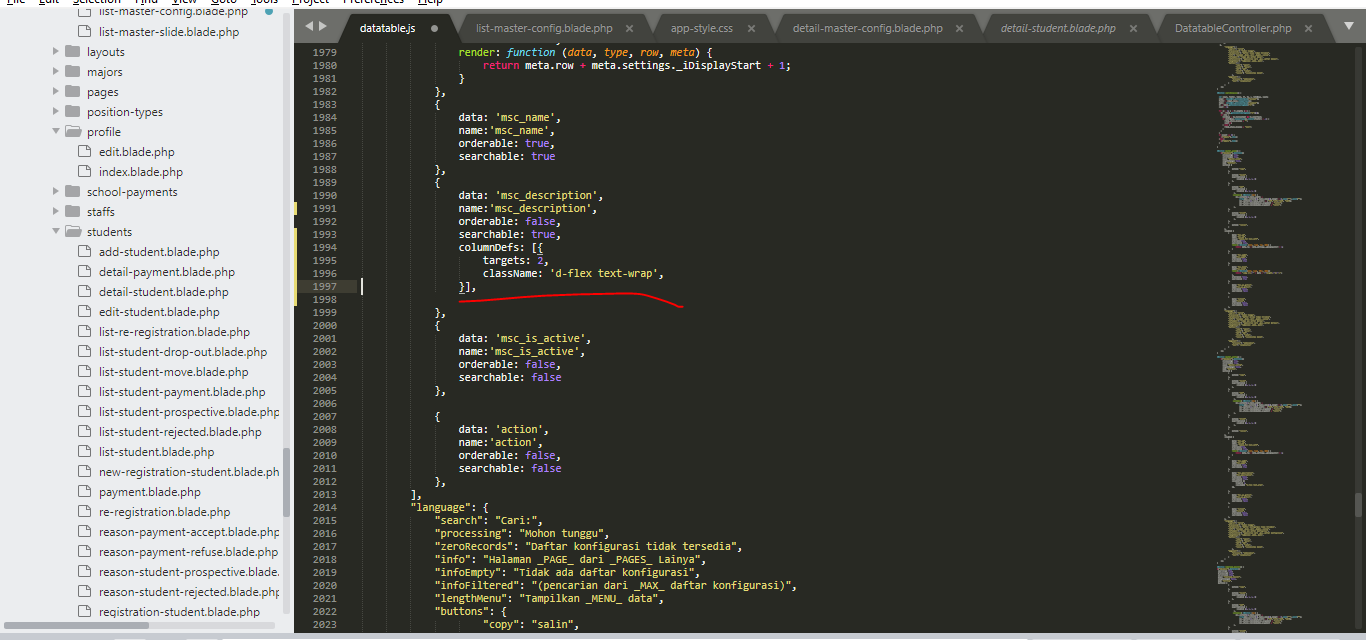 Selection
Goto
Project
Preferences
Help
list-master-config.blade.php
list-master-slide.blade.php
layouts
majors
pages
position-types
profile
edit.blade.php
index.blade.php
school-payments
staffs
students
add-student.blade.php
detail-payment.blade.php
detail-student.blade.php
edit-student.blade.php
list-re-registration.blade.php
list-student-drop-out.blade.php
list-student-move.blade.php
list-student-payment.blade.php
list-student-prospective.blade.php
list-student-rejected.blade.php
list-student.blade.php
new-registration-student.blade.ph
payment.blade.php
re-registration.blade.php
reason-payment-accept.blade.php
reason-payment-refuse.blade.php
reason-student-prospective.blade.
reason-student-rejected.blade.php
registration-student.blade.php
datatable.js
list-master-config.blade.php
app-style.css
detail-master-config.blade.php
detail-student.blade.php
DatatableController.php
1979 render: function (data, type, row, meta) {
1980 return meta.row + meta.settings._iDisplayStart + 1;
1981 }
1982 },
1983 {
1984 data: 'msc_name',
1985 name:'msc_name',
1986 orderable: true,
1987 searchable: true
1988 },
1989 {
1990 data: 'msc_description',
1991 name:'msc_description',
1992 orderable: false,
1993 searchable: true,
1994 columnDefs: [{
1995 targets: 2,
1996 className: 'd-flex text-wrap',
1997 }],
1998
1999 },
2000 {
2001 data: 'msc_is_active',
2002 name:'msc_is_active',
2003 orderable: false,
2004 searchable: false
2005 },
2006
2007 {
2008 data: 'action',
2009 name:'action',
2010 orderable: false,
2011 searchable: false
2012 },
2013 ],
2014 "language": {
2015 "search": "Cari:",
2016 "processing": "Mohon tunggu",
2017 "zeroRecords": "Daftar konfigurasi tidak tersedia",
2018 "info": "Halaman _PAGE_ dari _PAGES_ Lainya",
2019 "infoEmpty": "Tidak ada daftar konfigurasi",
2020 "infoFiltered": "(pencarian dari _MAX_ daftar konfigurasi)",
2021 "lengthMenu": "Tampilkan _MENU_ data",
2022 "buttons": {
2023 "copy": "salin",